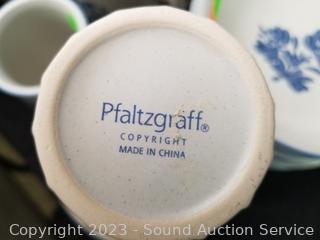 Pfaltzgraff®
COPYRIGHT
MADE IN CHINA
Copyright 2023 - Sound Auction Service